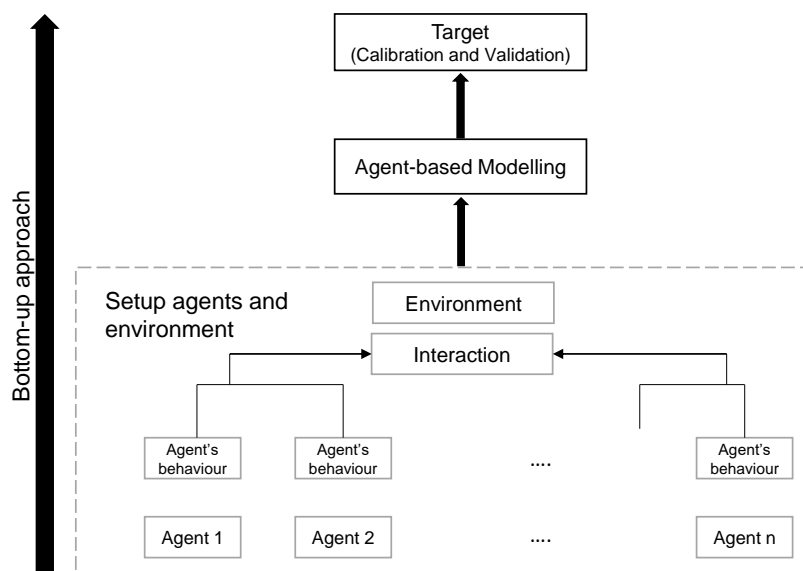 Target
(Calibration and Validation)
Agent-based Modelling
Bottom-up approach
Setup agents and
environment
Environment
Interaction
Agent’s
behaviour
Agent’s
behaviour
....
Agent’s
behaviour
Agent 1
Agent 2
....
Agent n